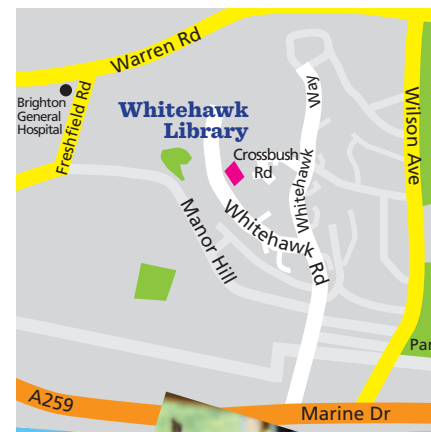 Warren Rd
Brighton
General
Hospital
Freshfield Rd
Whitehawk
Library
Way
Wilson Ave
Crossbush
Rd
Whitehawk
Manor Hill
Whitehawk Rd
Par
A259
Marine Dr